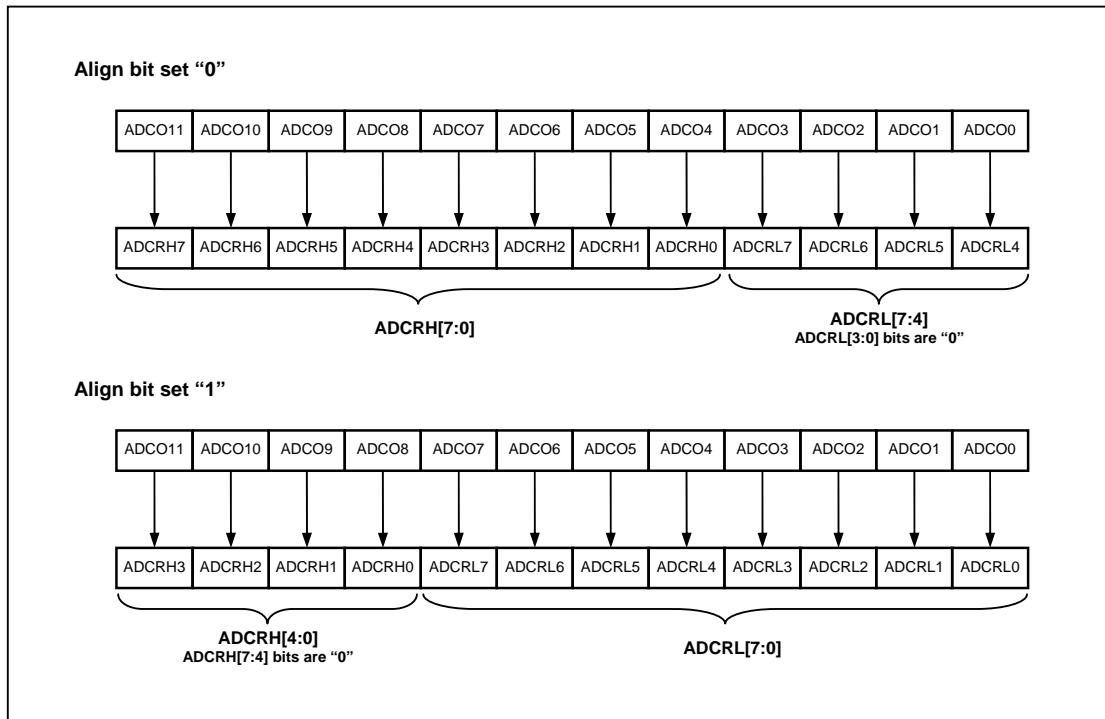 Align bit set “0”
ADCO11 ADCO10 ADCO9 ADCO8 ADCO7 ADCO6 ADCO5 ADCO4 ADCO3 ADCO2 ADCO1 ADCO0
ADCRH7 ADCRH6 ADCRH5 ADCRH4 ADCRH3 ADCRH2 ADCRH1 ADCRH0 ADCRL7 ADCRL6 ADCRL5 ADCRL4
ADCRH[7:0]
ADCRL[7:4]
ADCRL[3:0] bits are “0”
Align bit set “1”
ADCO11 ADCO10 ADCO9 ADCO8 ADCO7 ADCO6 ADCO5 ADCO4 ADCO3 ADCO2 ADCO1 ADCO0
ADCRH3 ADCRH2 ADCRH1 ADCRH0 ADCRL7 ADCRL6 ADCRL5 ADCRL4 ADCRL3 ADCRL2 ADCRL1 ADCRL0
ADCRH[4:0]
ADCRH[7:4] bits are “0”
ADCRL[7:0]